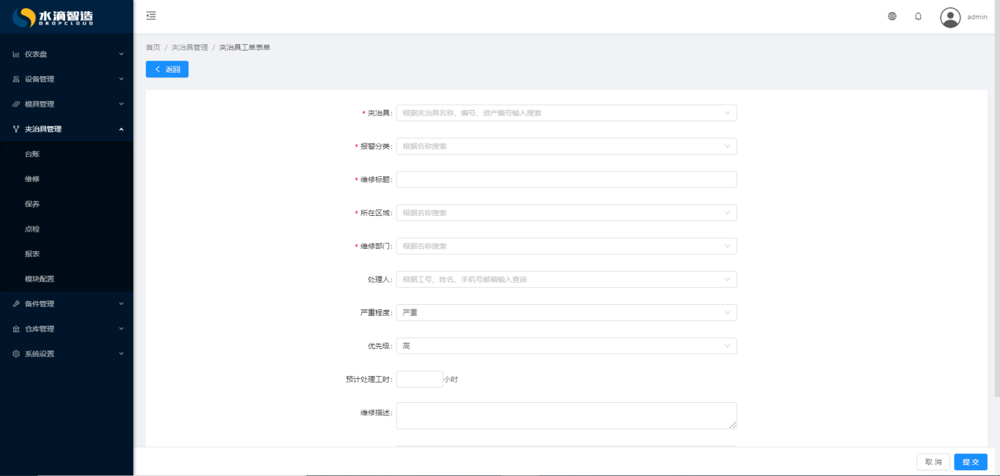 水滴智造
DROPCLOUD
admin
首页 / 夹治具管理 / 夹治具工单表单
返回
仪表盘
设备管理
模具管理
夹治具管理
台账
维修
保养
点检
报表
模块配置
备件管理
仓库管理
系统设置
* 夹治具: 根据夹治具名称、编号、资产编号输入搜索
* 报警分类: 根据名称搜索
* 维修标题:
* 所在区域: 根据名称搜索
* 维修部门: 根据名称搜索
处理人: 根据工号、姓名、手机号邮箱输入查询
严重程度: 严重
优先级: 高
预计处理工时: 小时
维修描述:
取 消
提 交